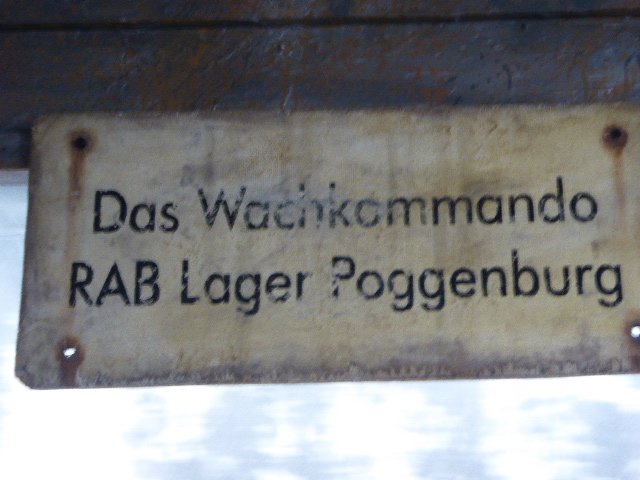 Das Wachkommando
RAB Lager Poggenburg